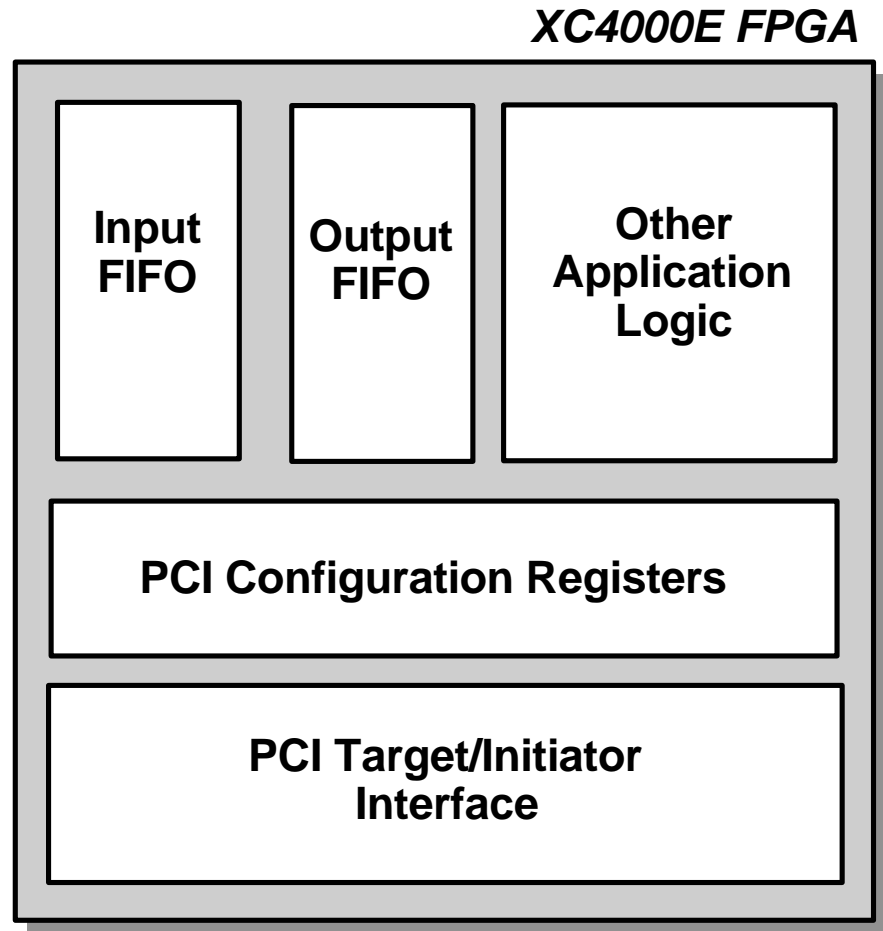 XC4000E FPGA
Input
FIFO
Output
FIFO
Other
Application
Logic
PCI Configuration Registers
PCI Target/Initiator
Interface